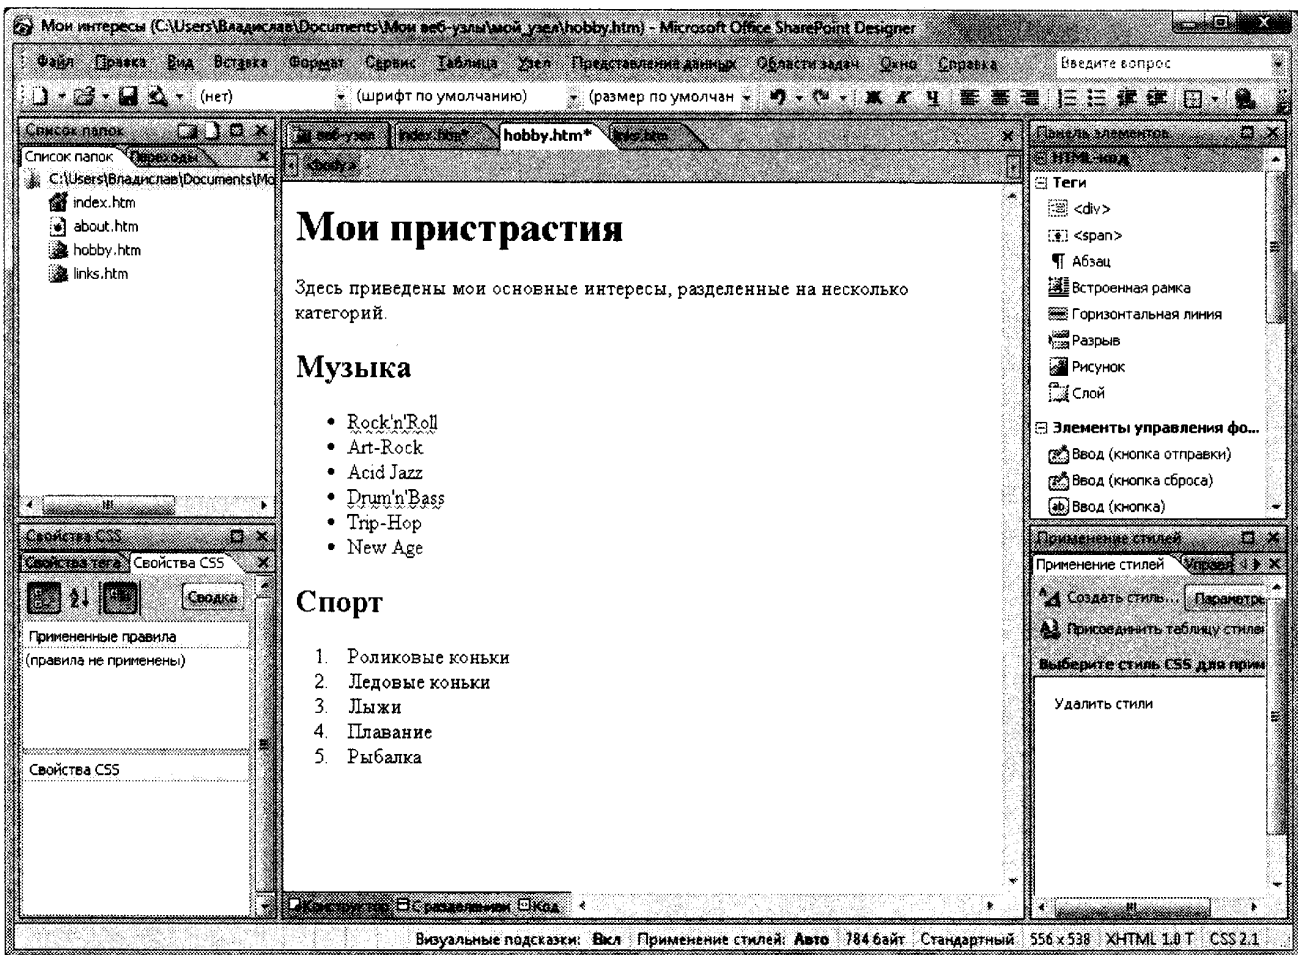 Мои интересы (C:\Users\Владислав\Documents\Мои веб-узлы\мой_узел\hobby.htm) - Microsoft Office SharePoint Designer
Файл Правка Вид Вставка Формат Сервис Таблица Узел Представление данных Области задач Окно Справка Введите вопрос
(нет) (шрифт по умолчанию) (размер по умолчан Ж К Ч
Список папок
Список папок Переходы
C:\Users\Владислав\Documents\Мо
index.htm
about.htm
hobby.htm
links.htm
Свойства CSS
Свойства тега Свойства CSS
Сводка
Примененные правила
(правила не применены)
Свойства CSS
веб-узел index.htm* hobby.htm* links.htm
<body>
Мои пристрастия
Здесь приведены мои основные интересы, разделенные на несколько
категорий.
Музыка
• Rock'n'Roll
• Art-Rock
• Acid Jazz
• Drum'n'Bass
• Trip-Hop
• New Age
Спорт
1. Роликовые коньки
2. Ледовые коньки
3. Лыжи
4. Плавание
5. Рыбалка
Конструктор С разделением Код
Панель элементов
HTML-код
Теги
<div>
<span>
Абзац
Встроенная рамка
Горизонтальная линия
Разрыв
Рисунок
Слой
Элементы управления фо...
Ввод (кнопка отправки)
Ввод (кнопка сброса)
Ввод (кнопка)
Применение стилей
Применение стилей Управл
Создать стиль... Параметры
Присоединить таблицу стилей
Выберите стиль CSS для прим
Удалить стили
Визуальные подсказки: Вкл Применение стилей: Авто 784 байт Стандартный 556 x 538 XHTML 1.0 T CSS 2.1